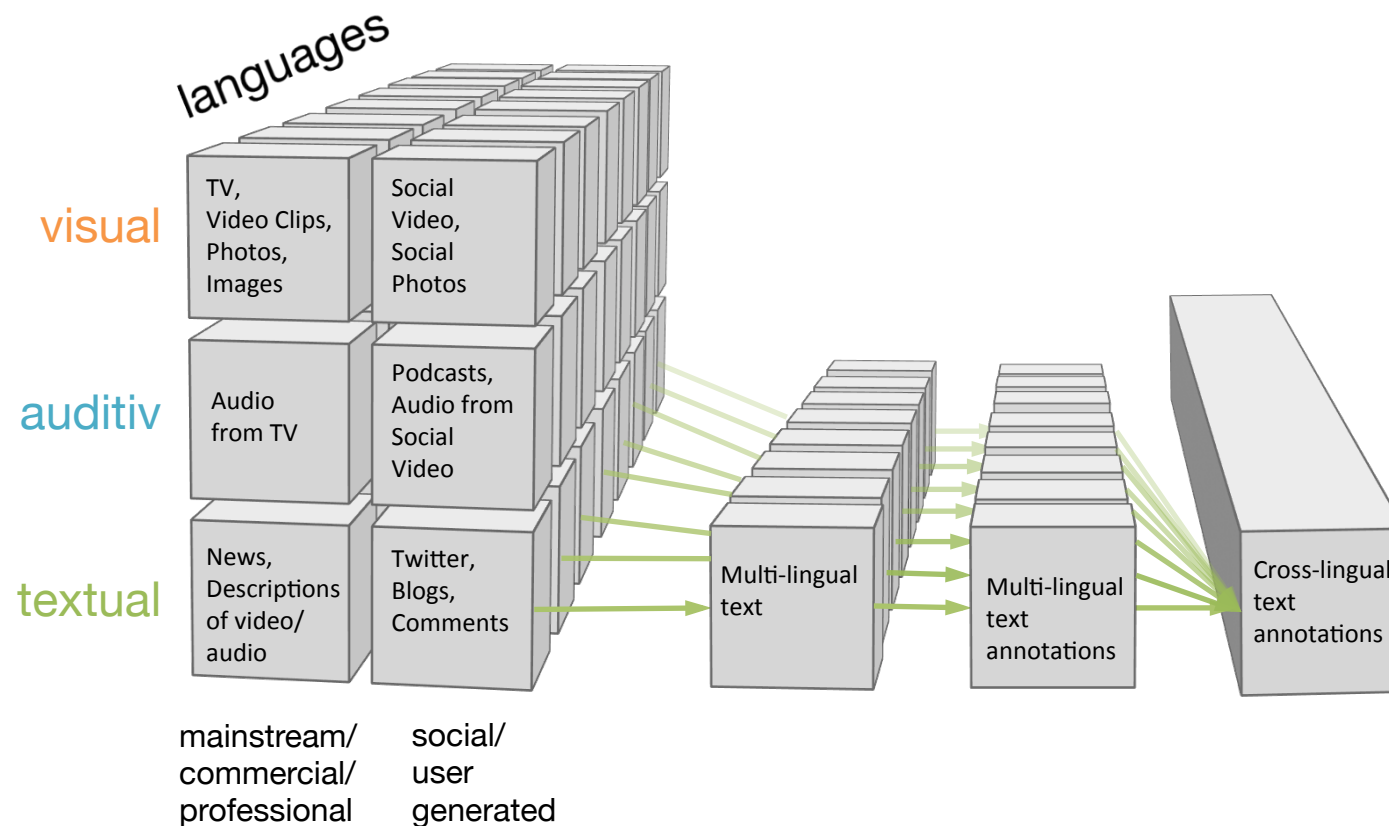 languages
visual
TV,
Video Clips,
Photos,
Images
Social
Video,
Social
Photos
auditiv
Audio
from TV
Podcasts,
Audio from
Social
Video
textual
News,
Descriptions
of video/
audio
Twitter,
Blogs,
Comments
Multi-lingual
text
Multi-lingual
text
annotations
Cross-lingual
text
annotations
mainstream/
commercial/
professional
social/
user
generated